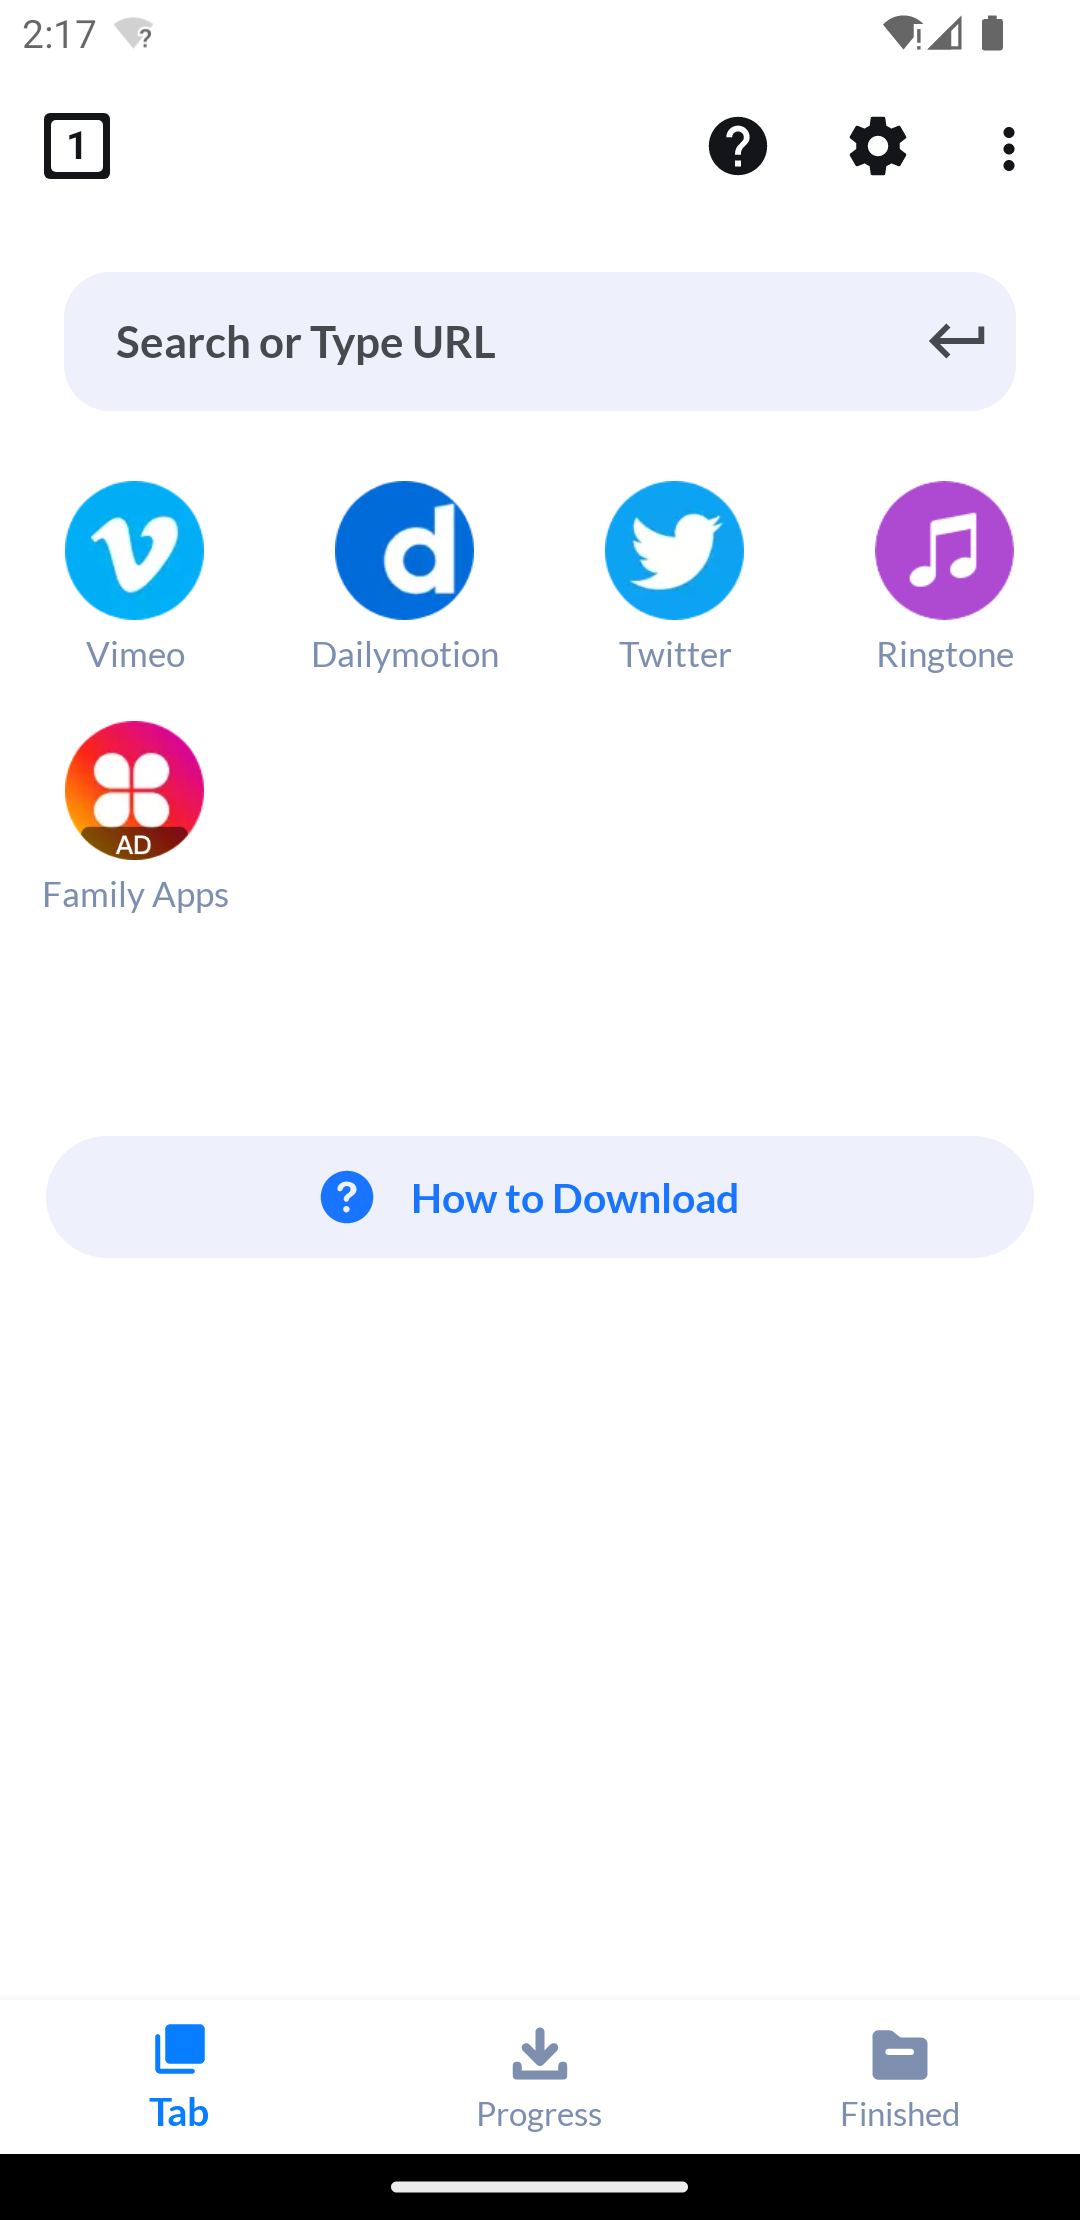 2:17
1
Search or Type URL
Vimeo
Dailymotion
Twitter
Ringtone
AD
Family Apps
How to Download
Tab
Progress
Finished